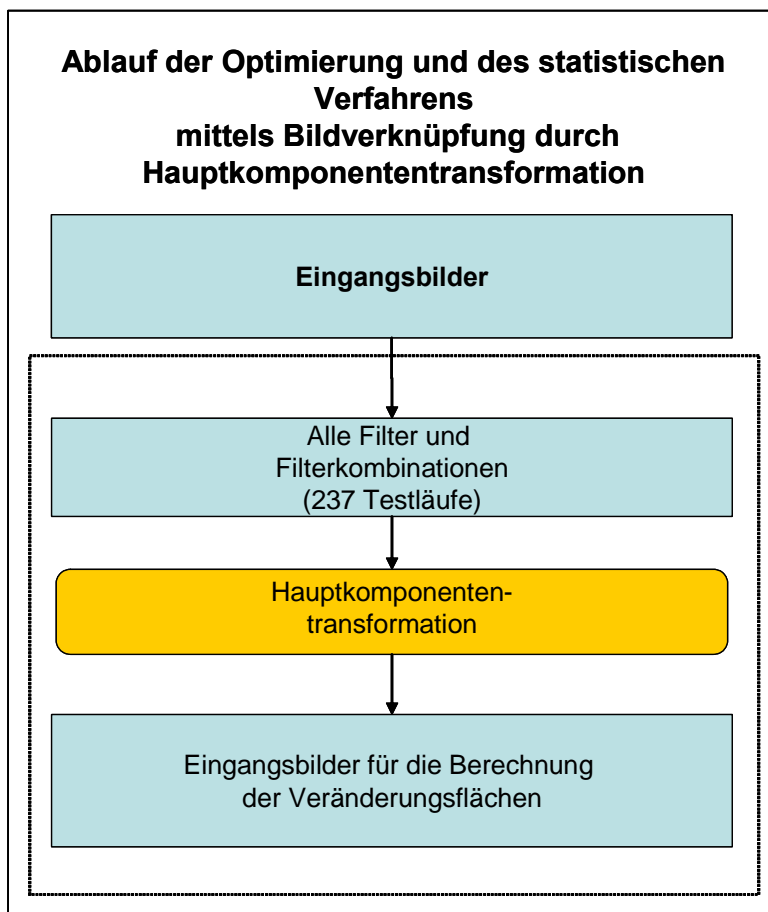 Ablauf der Optimierung und des statistischen
Verfahrens
mittels Bildverknüpfung durch
Hauptkomponententransformation
Eingangsbilder
Alle Filter und
Filterkombinationen
(237 Testläufe)
Hauptkomponenten-
transformation
Eingangsbilder für die Berechnung
der Veränderungsflächen